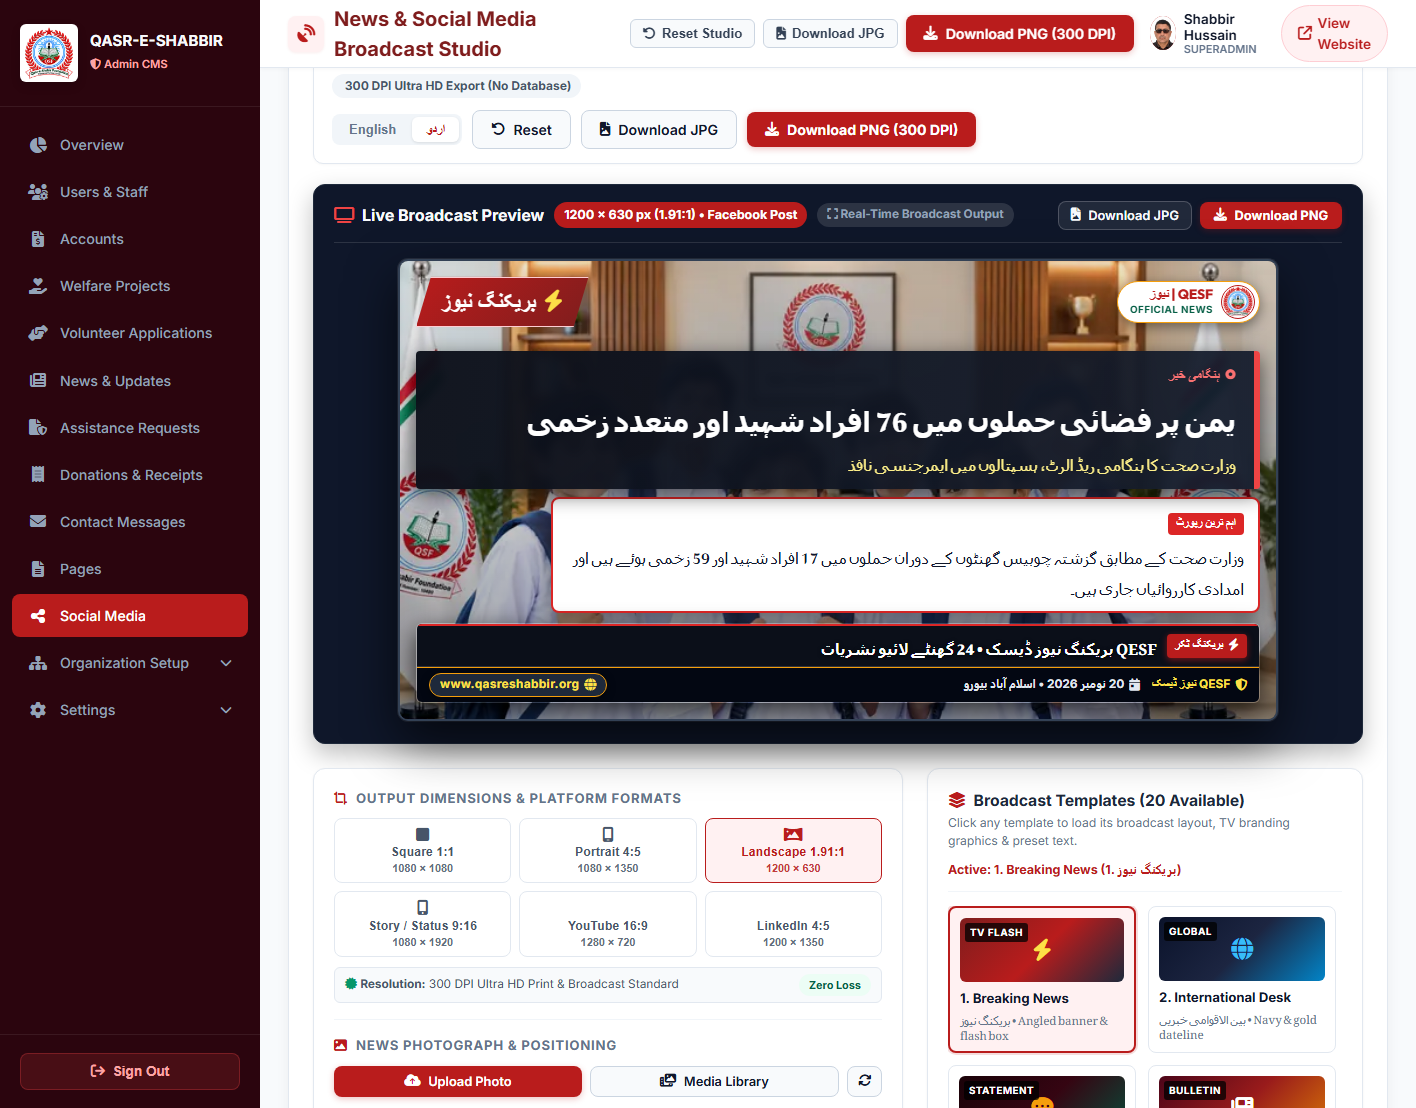 QASR-E-SHABBIR
Admin CMS
Overview
Users & Staff
Accounts
Welfare Projects
Volunteer Applications
News & Updates
Assistance Requests
Donations & Receipts
Contact Messages
Pages
Social Media
Organization Setup
Settings
Sign Out
News & Social Media
Broadcast Studio
Reset Studio
Download JPG
Download PNG (300 DPI)
Shabbir
Hussain
SUPERADMIN
View
Website
300 DPI Ultra HD Export (No Database)
English
اردو
Reset
Download JPG
Download PNG (300 DPI)
Live Broadcast Preview
1200 × 630 px (1.91:1) • Facebook Post
Real-Time Broadcast Output
Download JPG
Download PNG
بریکنگ نیوز
QESF | نیوز
OFFICIAL NEWS
ہنگامی خبر
یمن پر فضائی حملوں میں 76 افراد شہید اور متعدد زخمی
وزارت صحت کا ہنگامی ریڈ الرٹ، ہسپتالوں میں ایمرجنسی نافذ
QSF
اہم ترین رپورٹ
وزارت صحت کے مطابق گزشتہ چوبیس گھنٹوں کے دوران حملوں میں 17 افراد شہید اور 59 زخمی ہوئے ہیں اور
امدادی کارروائیاں جاری ہیں۔
بریکنگ ٹکر
QESF بریکنگ نیوز ڈیسک • 24 گھنٹے لائیو نشریات
QESF نیوز ڈیسک
20 نومبر 2026 • اسلام آباد بیورو
www.qasreshabbir.org
OUTPUT DIMENSIONS & PLATFORM FORMATS
Square 1:1
1080 × 1080
Portrait 4:5
1080 × 1350
Landscape 1.91:1
1200 × 630
Story / Status 9:16
1080 × 1920
YouTube 16:9
1280 × 720
LinkedIn 4:5
1200 × 1350
Resolution: 300 DPI Ultra HD Print & Broadcast Standard
Zero Loss
NEWS PHOTOGRAPH & POSITIONING
Upload Photo
Media Library
Broadcast Templates (20 Available)
Click any template to load its broadcast layout, TV branding
graphics & preset text.
Active: 1. Breaking News (1. بریکنگ نیوز)
TV FLASH
1. Breaking News
بریکنگ نیوز • Angled banner &
flash box
GLOBAL
2. International Desk
بین الاقوامی خبریں • Navy & gold
dateline
STATEMENT
BULLETIN